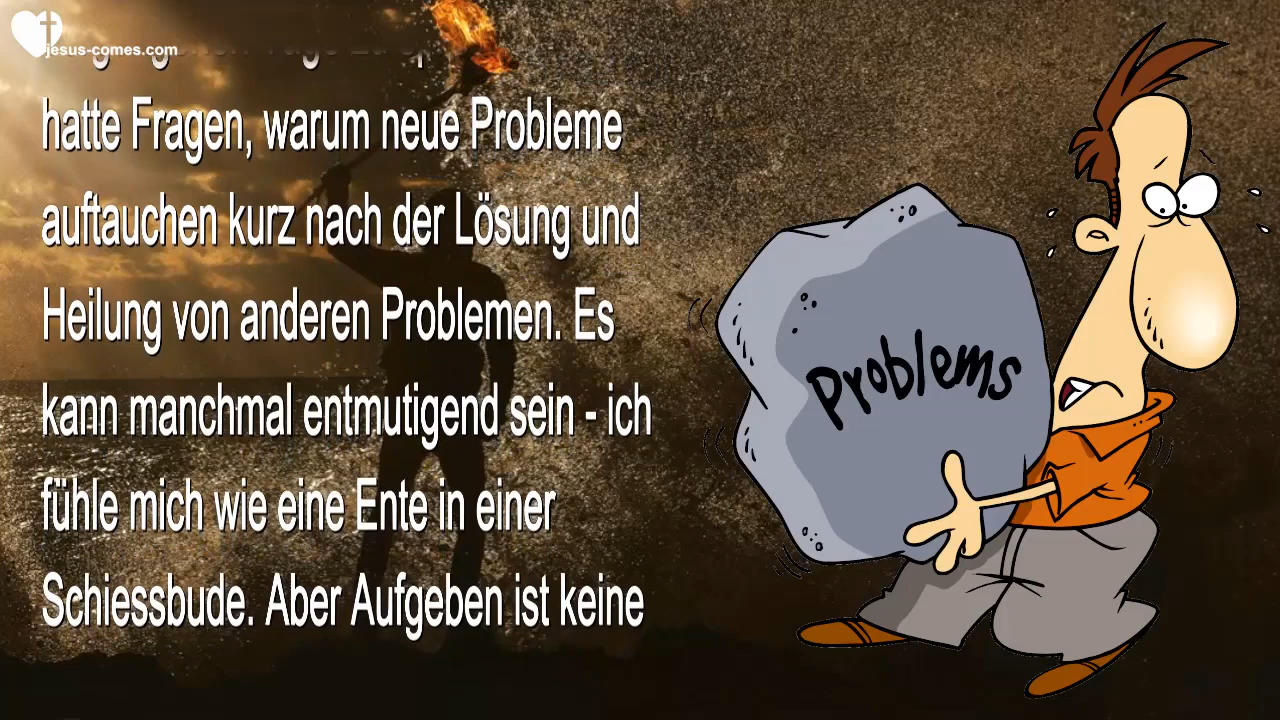 jesus-comes.com
hatte Fragen, warum neue Probleme
auftauchen kurz nach der Lösung und
Heilung von anderen Problemen. Es
kann manchmal entmutigend sein - ich
fühle mich wie eine Ente in einer
Schiessbude. Aber Aufgeben ist keine
Problems